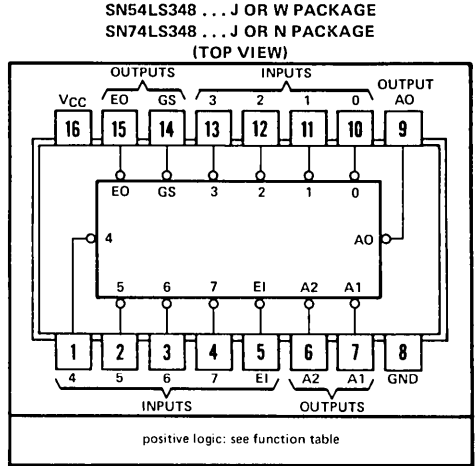 SN54LS348 . . . J OR W PACKAGE
SN74LS348 . . . J OR N PACKAGE
(TOP VIEW)
OUTPUTS INPUTS OUTPUT
VCC EO GS 3 2 1 0 AO
16 15 14 13 12 11 10 9
EO GS 3 2 1 0
4 AO
5 6 7 EI A2 A1
1 2 3 4 5 6 7 8
4 5 6 7 EI A2 A1 GND
INPUTS OUTPUTS
positive logic: see function table